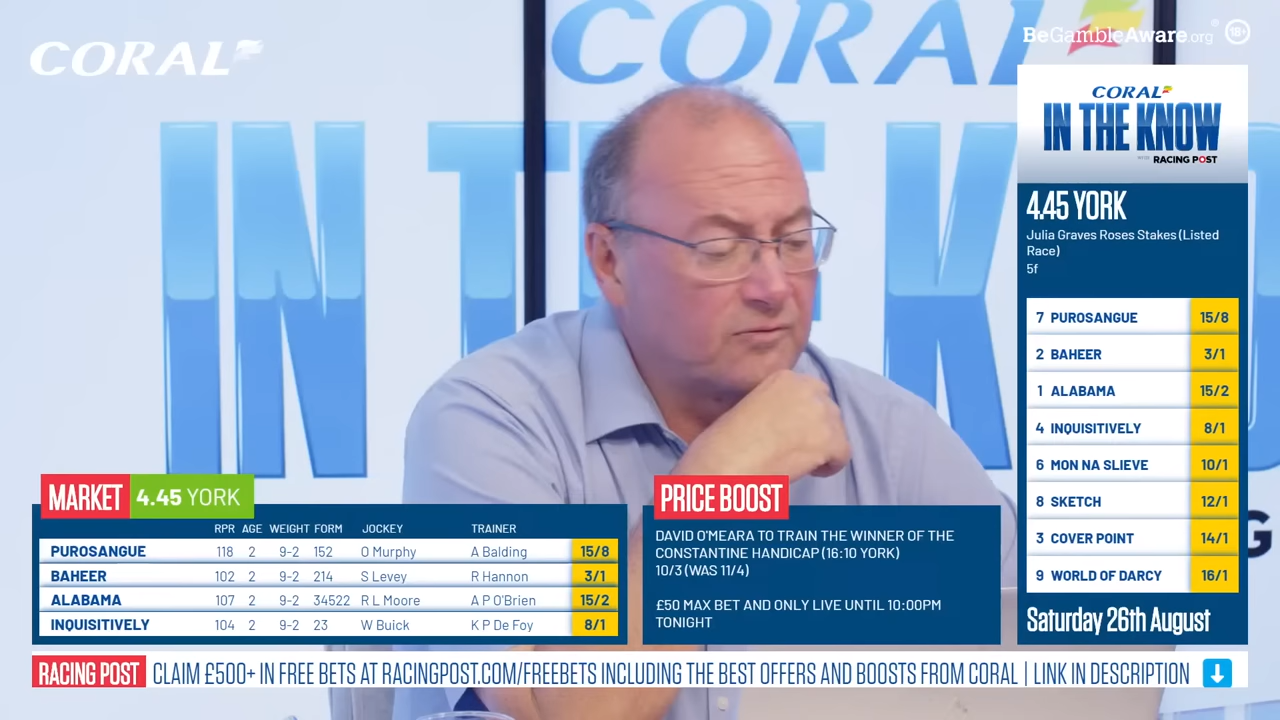 CORAL
CORAL
BeGambleAware.org®
18+
IN THE K
CORAL
IN THE KNOW
WITH RACING POST
4.45 YORK
Julia Graves Roses Stakes (Listed
Race)
5f
7 PUROSANGUE 15/8
2 BAHEER 3/1
1 ALABAMA 15/2
4 INQUISITIVELY 8/1
6 MON NA SLIEVE 10/1
8 SKETCH 12/1
3 COVER POINT 14/1
9 WORLD OF DARCY 16/1
Saturday 26th August
MARKET 4.45 YORK
RPR AGE WEIGHT FORM JOCKEY TRAINER
PUROSANGUE 118 2 9-2 152 O Murphy A Balding 15/8
BAHEER 102 2 9-2 214 S Levey R Hannon 3/1
ALABAMA 107 2 9-2 34522 R L Moore A P O'Brien 15/2
INQUISITIVELY 104 2 9-2 23 W Buick K P De Foy 8/1
PRICE BOOST
DAVID O'MEARA TO TRAIN THE WINNER OF THE
CONSTANTINE HANDICAP (16:10 YORK)
10/3 (WAS 11/4)
£50 MAX BET AND ONLY LIVE UNTIL 10:00PM
TONIGHT
RACING POST CLAIM £500+ IN FREE BETS AT RACINGPOST.COM/FREEBETS INCLUDING THE BEST OFFERS AND BOOSTS FROM CORAL | LINK IN DESCRIPTION